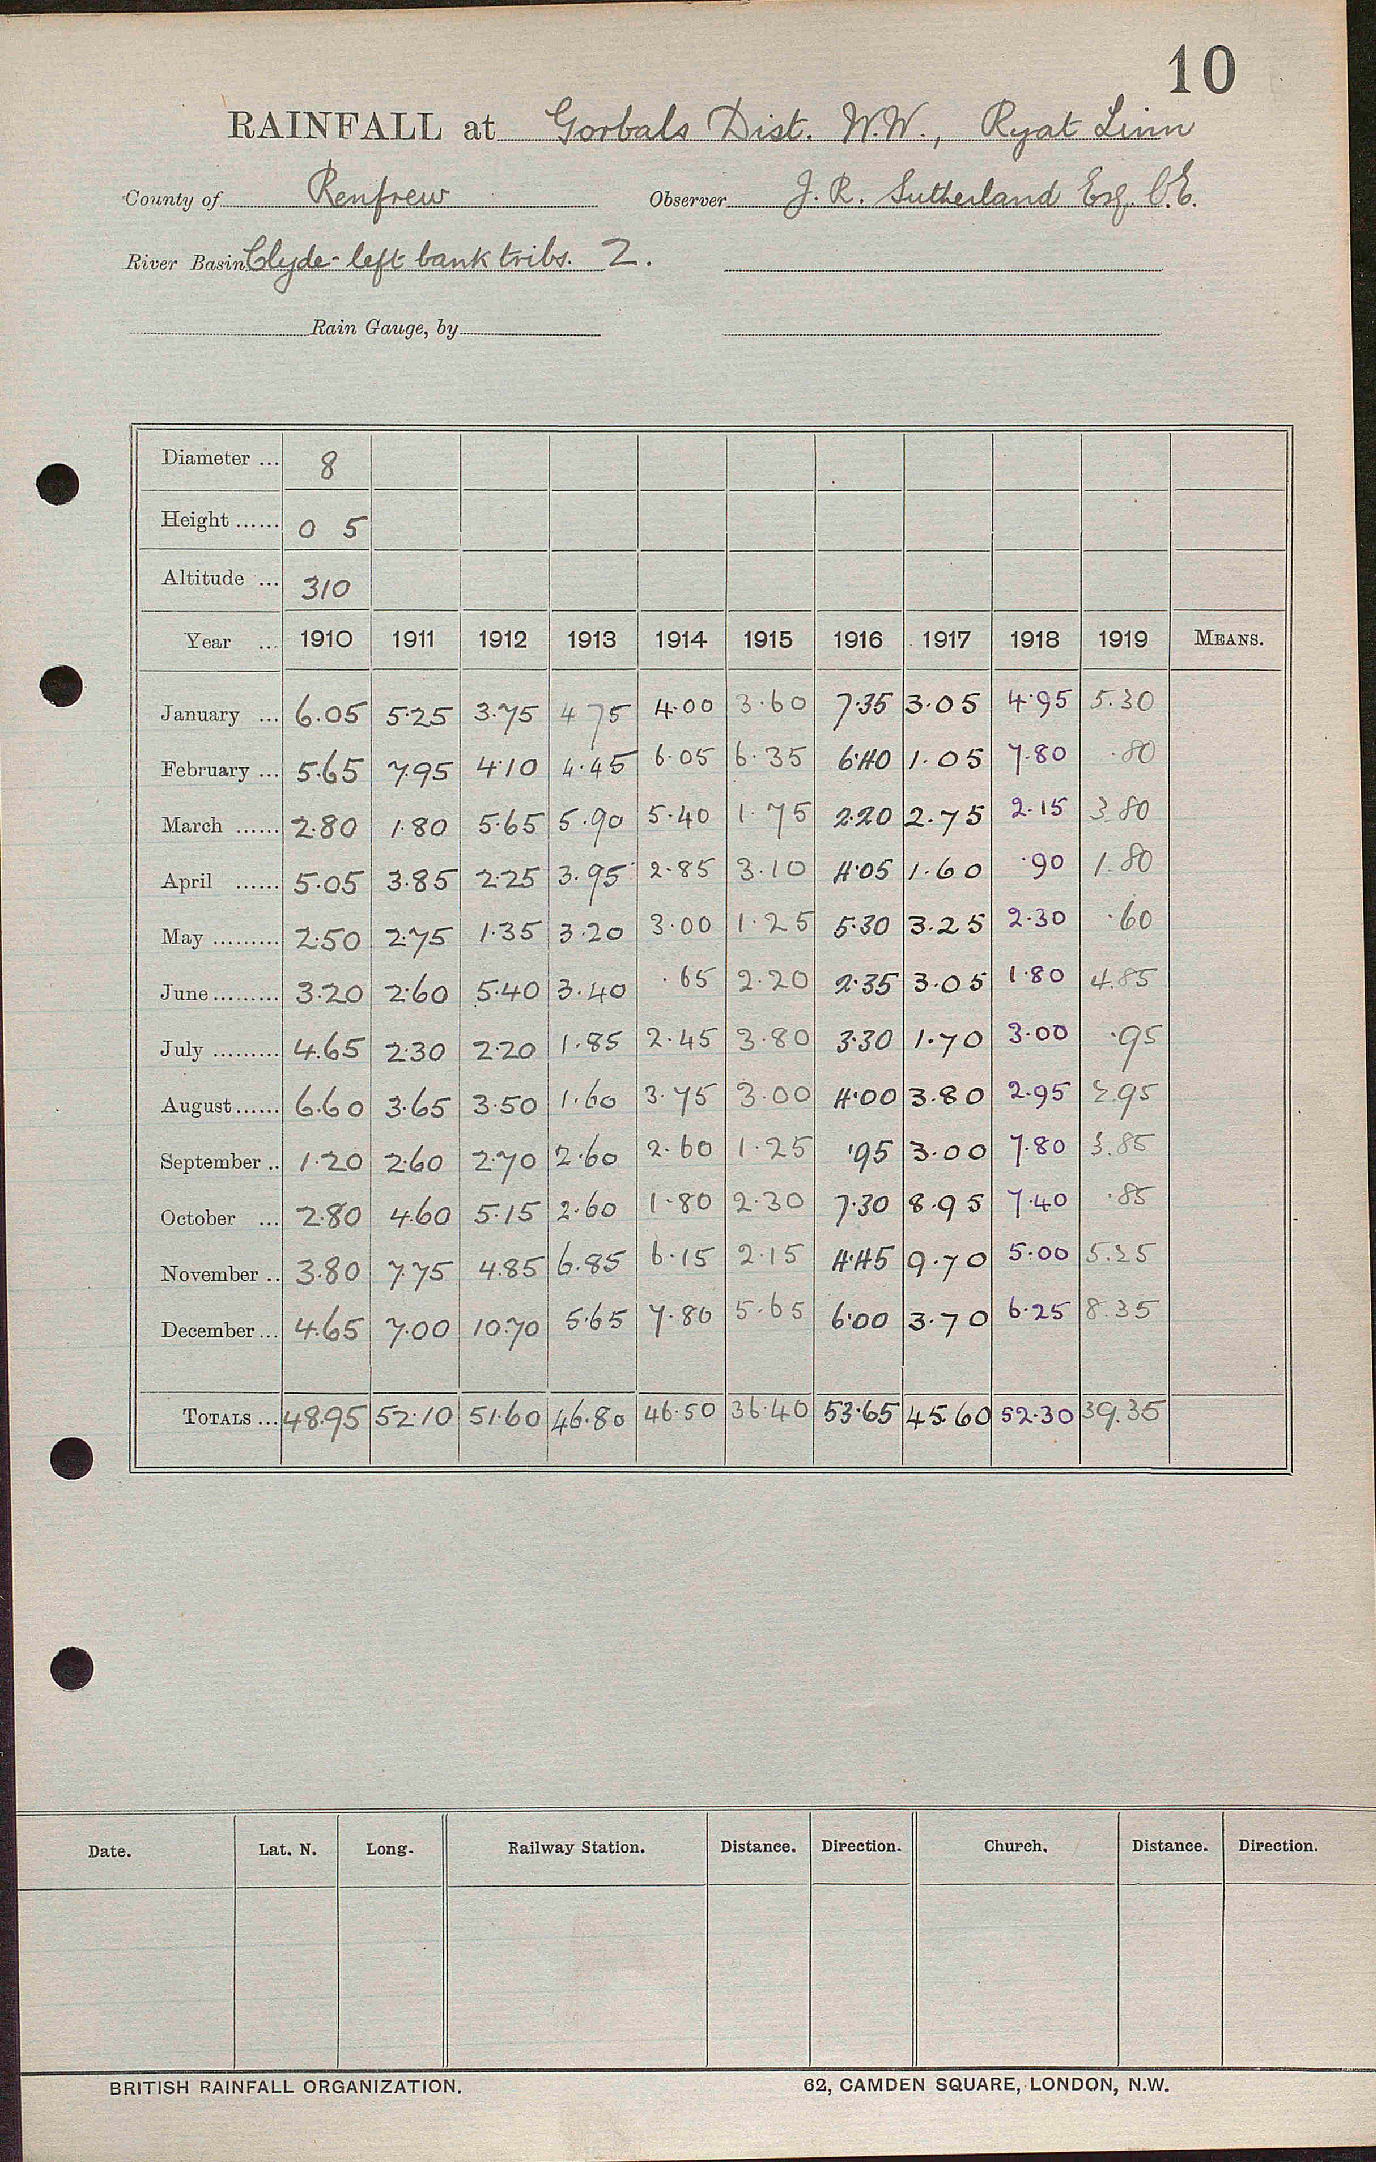 10
RAINFALL at Gorbals Dist. W.W., Ryat Linn
County of Renfrew Observer J. R. Sutherland Esq. C.E.
River Basin Clyde - left bank tribs. 2.
Rain Gauge, by
Diameter ... 8
Height ...... 0 5
Altitude ... 310
Year ... 1910 1911 1912 1913 1914 1915 1916 1917 1918 1919 MEANS.
January ... 6.05 5.25 3.75 4 75 4.00 3.60 7.35 3.05 4.95 5.30
February ... 5.65 7.95 4.10 4.45 6.05 6.35 6.40 1.05 7.80 .80
March ...... 2.80 1.80 5.65 5.90 5.40 1.75 2.20 2.75 2.15 3.80
April ...... 5.05 3.85 2.25 3.95 2.85 3.10 4.05 1.60 .90 1.80
May ......... 2.50 2.75 1.35 3.20 3.00 1.25 5.30 3.25 2.30 .60
June ......... 3.20 2.60 5.40 3.40 .65 2.20 2.35 3.05 1.80 4.85
July ......... 4.65 2.30 2.20 1.85 2.45 3.80 3.30 1.70 3.00 .95
August ...... 6.60 3.65 3.50 1.60 3.75 3.00 4.00 3.80 2.95 2.95
September .. 1.20 2.60 2.70 2.60 2.60 1.25 .95 3.00 7.80 3.85
October ... 2.80 4.60 5.15 2.60 1.80 2.30 7.30 8.95 7.40 .85
November .. 3.80 7.75 4.85 6.85 6.15 2.15 4.45 9.70 5.00 5.25
December ... 4.65 7.00 10.70 5.65 7.80 5.65 6.00 3.70 6.25 8.35
TOTALS ... 48.95 52.10 51.60 46.80 46.50 36.40 53.65 45.60 52.30 39.35
Date. Lat. N. Long. Railway Station. Distance. Direction. Church. Distance. Direction.
BRITISH RAINFALL ORGANIZATION. 62, CAMDEN SQUARE, LONDON, N.W.